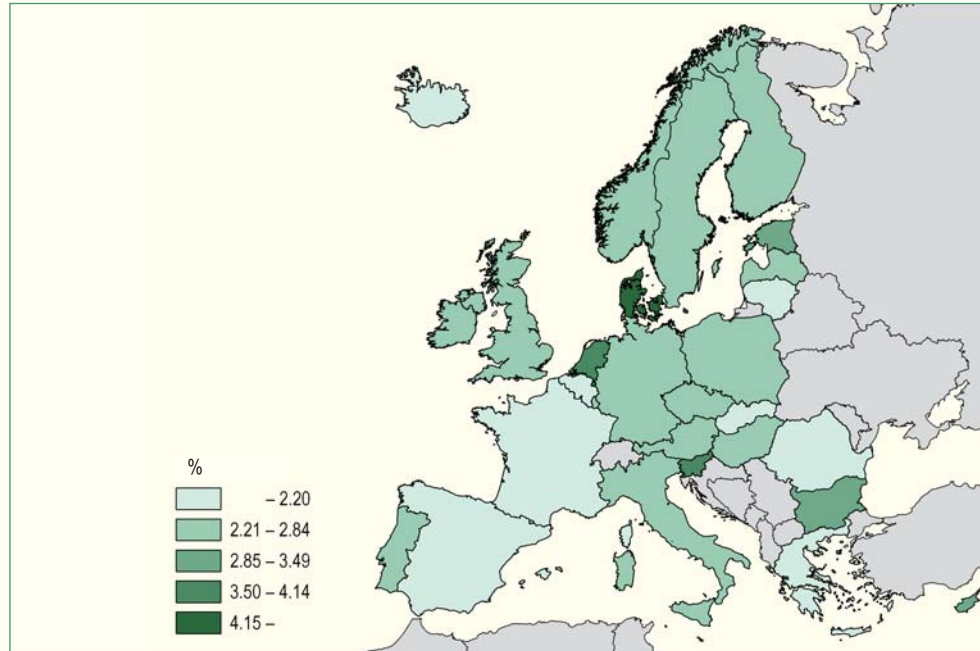 %
– 2.20
2.21 – 2.84
2.85 – 3.49
3.50 – 4.14
4.15 –